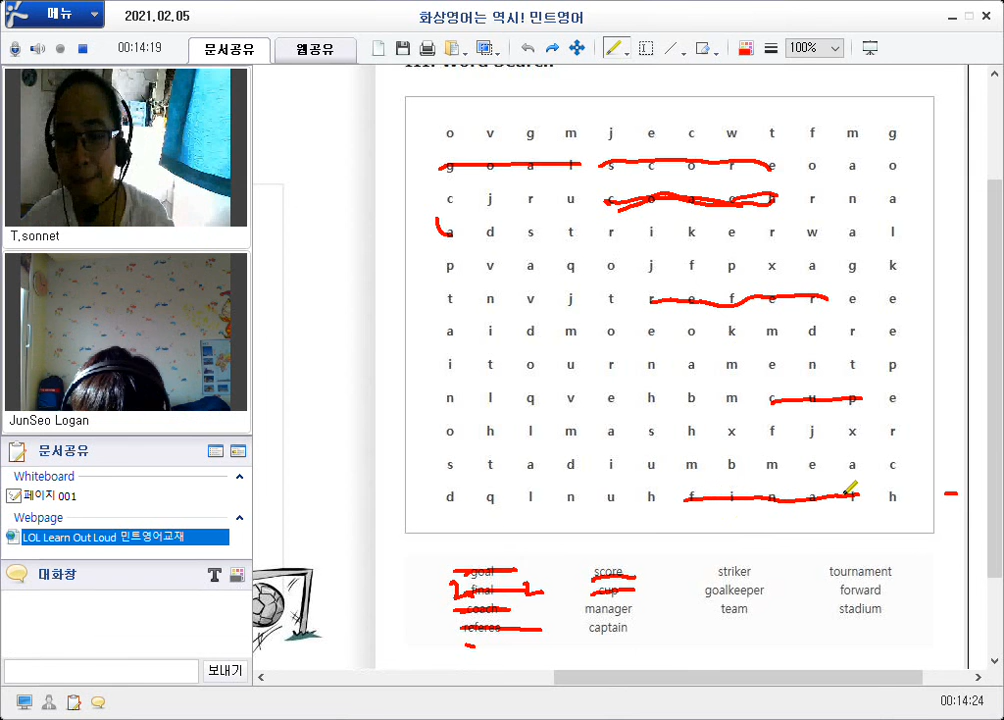 메뉴 2021.02.05 화상영어는 역시! 민트영어
00:14:19 문서공유 웹공유 100%
T.sonnet
JunSeo Logan
문서공유
Whiteboard
페이지 001
Webpage
LOL Learn Out Loud 민트영어교재
대화창
보내기
III. Word Search
o v g m j e c w t f m g
g o a l s c o r e o a o
c j r u c o a c h r n a
a d s t r i k e r w a l
p v a q o j f p x a g k
t n v j t r e f e r e e
a i d m o e o k m d r e
i t o u r n a m e n t p
n l q v e h b m c u p e
o h l m a s h x f j x r
s t a d i u m b m e a c
d q l n u h f i n a l h
goal score striker tournament
final cup goalkeeper forward
coach manager team stadium
referee captain
00:14:24